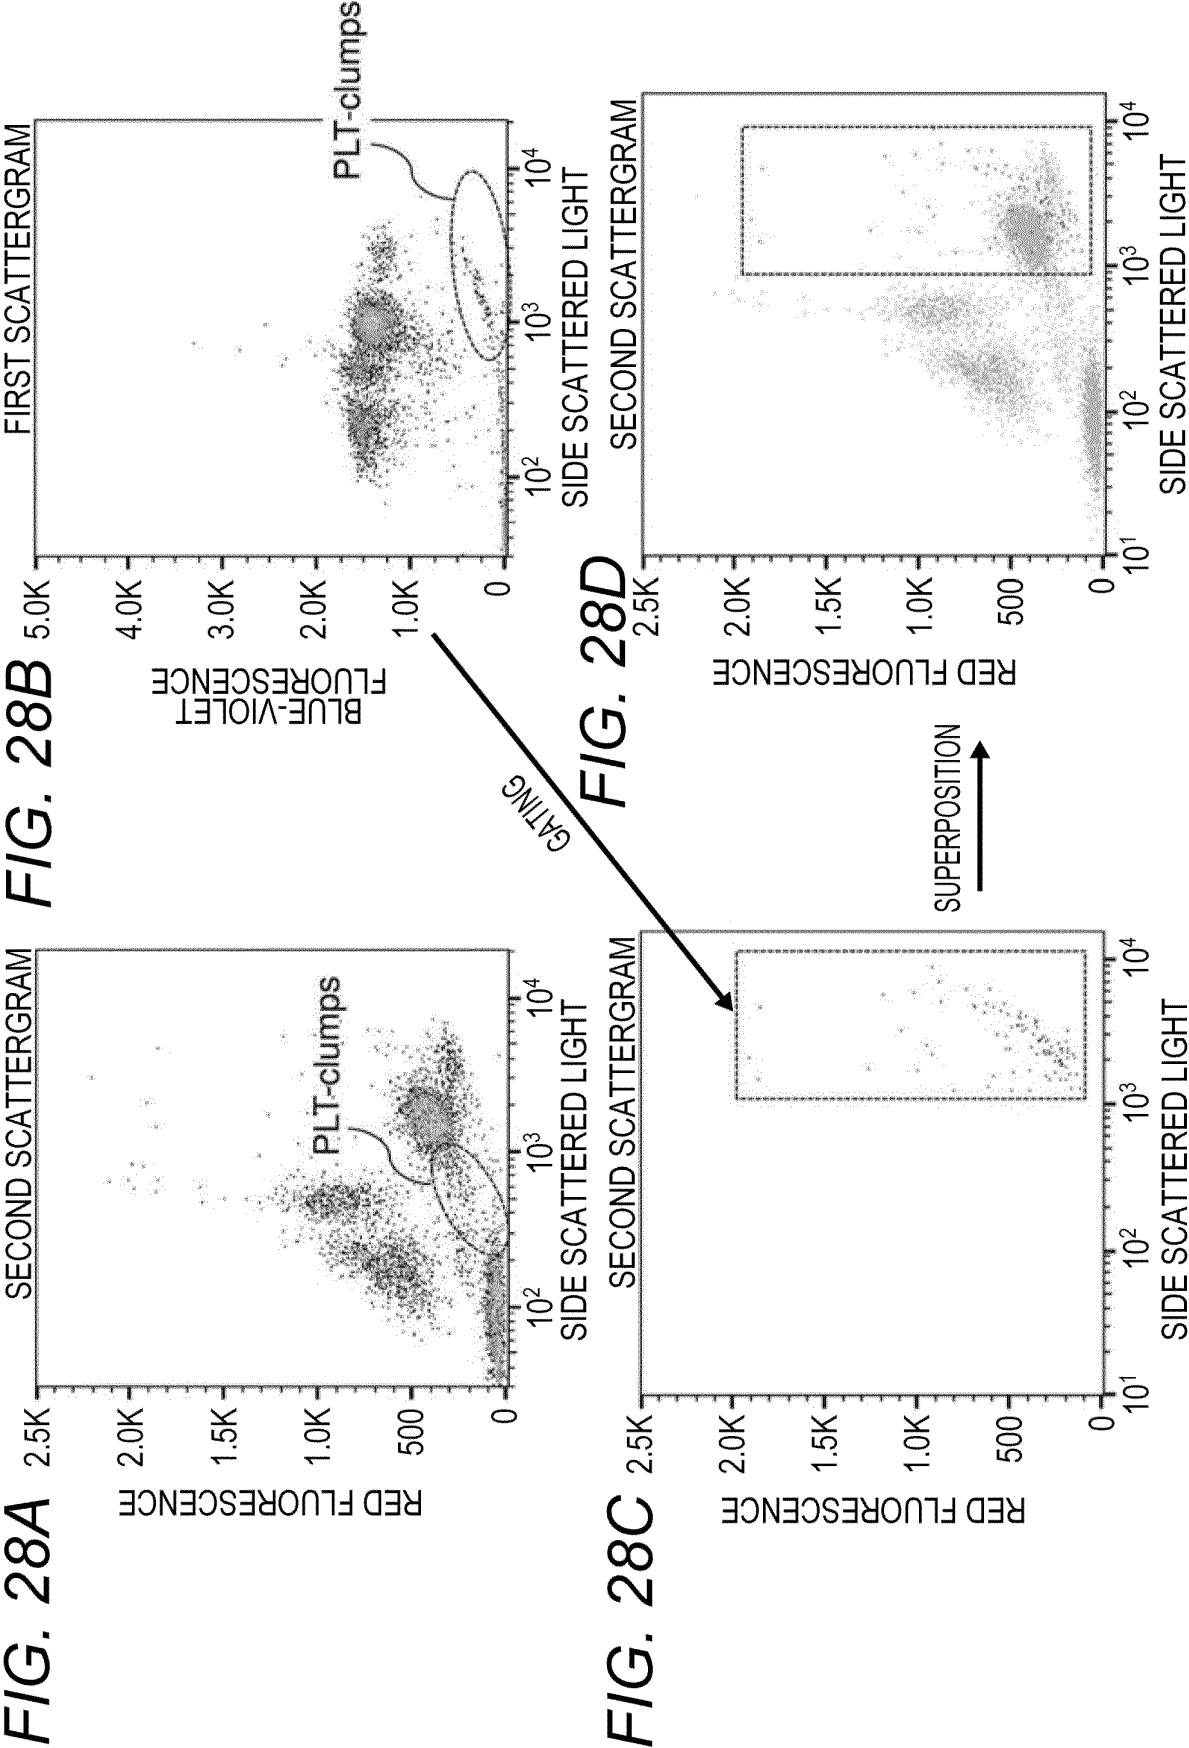 FIG. 28A
SECOND SCATTERGRAM
RED FLUORESCENCE
2.5K
2.0K
1.5K
1.0K
500
0
PLT-clumps
10²
10³
10⁴
SIDE SCATTERED LIGHT
FIG. 28B
FIRST SCATTERGRAM
BLUE-VIOLET
FLUORESCENCE
5.0K
4.0K
3.0K
2.0K
1.0K
0
PLT-clumps
10²
10³
10⁴
SIDE SCATTERED LIGHT
GATING
FIG. 28C
SECOND SCATTERGRAM
RED FLUORESCENCE
2.5K
2.0K
1.5K
1.0K
500
0
10¹
10²
10³
10⁴
SIDE SCATTERED LIGHT
SUPERPOSITION
FIG. 28D
SECOND SCATTERGRAM
RED FLUORESCENCE
2.5K
2.0K
1.5K
1.0K
500
0
10¹
10²
10³
10⁴
SIDE SCATTERED LIGHT